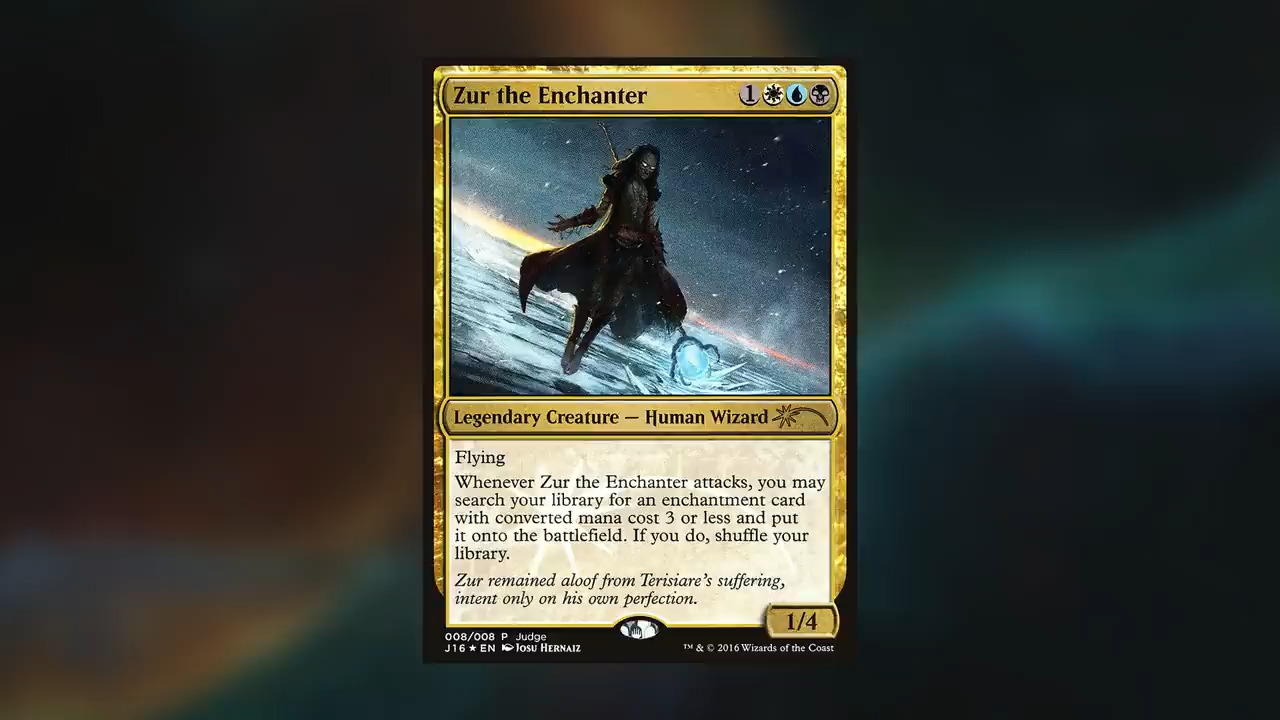 Zur the Enchanter 1
Legendary Creature — Human Wizard
Flying
Whenever Zur the Enchanter attacks, you may
search your library for an enchantment card
with converted mana cost 3 or less and put
it onto the battlefield. If you do, shuffle your
library.
Zur remained aloof from Terisiare's suffering,
intent only on his own perfection.
1/4
008/008 P Judge
J16 ★ EN Josu Hernaiz
™ & © 2016 Wizards of the Coast